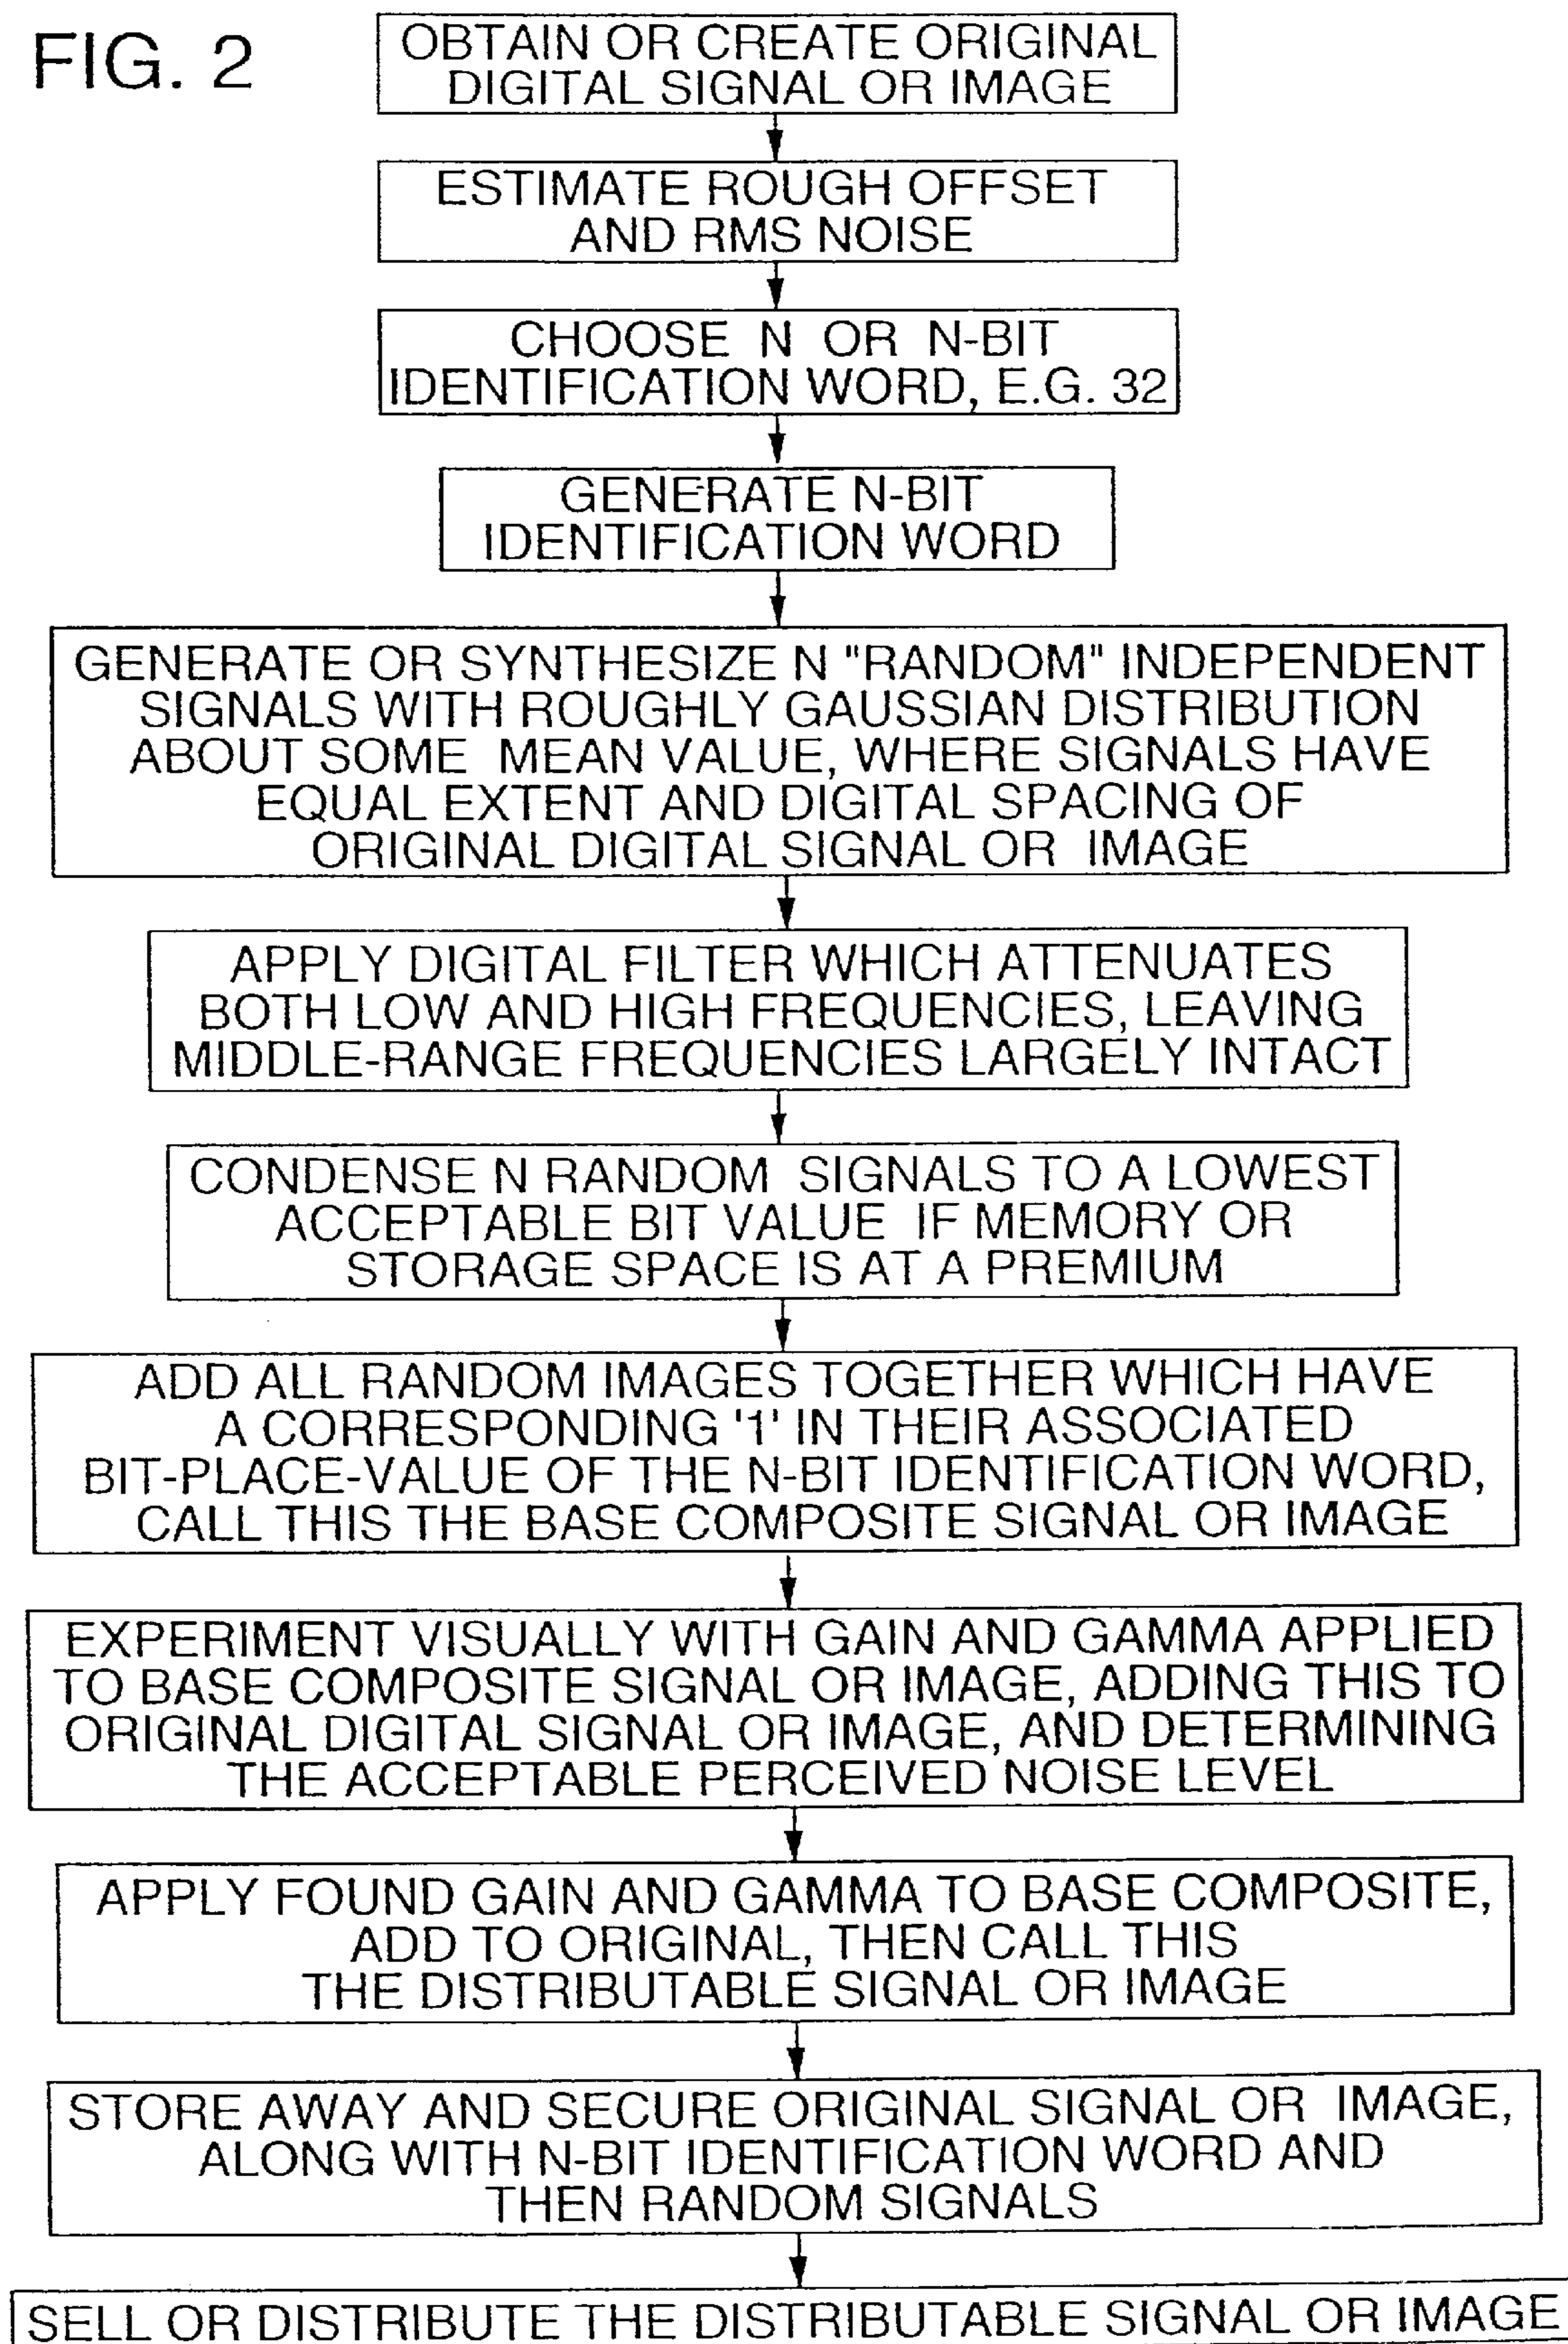 FIG. 2
OBTAIN OR CREATE ORIGINAL
DIGITAL SIGNAL OR IMAGE
ESTIMATE ROUGH OFFSET
AND RMS NOISE
CHOOSE N OR N-BIT
IDENTIFICATION WORD, E.G. 32
GENERATE N-BIT
IDENTIFICATION WORD
GENERATE OR SYNTHESIZE N "RANDOM" INDEPENDENT
SIGNALS WITH ROUGHLY GAUSSIAN DISTRIBUTION
ABOUT SOME MEAN VALUE, WHERE SIGNALS HAVE
EQUAL EXTENT AND DIGITAL SPACING OF
ORIGINAL DIGITAL SIGNAL OR IMAGE
APPLY DIGITAL FILTER WHICH ATTENUATES
BOTH LOW AND HIGH FREQUENCIES, LEAVING
MIDDLE-RANGE FREQUENCIES LARGELY INTACT
CONDENSE N RANDOM SIGNALS TO A LOWEST
ACCEPTABLE BIT VALUE IF MEMORY OR
STORAGE SPACE IS AT A PREMIUM
ADD ALL RANDOM IMAGES TOGETHER WHICH HAVE
A CORRESPONDING '1' IN THEIR ASSOCIATED
BIT-PLACE-VALUE OF THE N-BIT IDENTIFICATION WORD,
CALL THIS THE BASE COMPOSITE SIGNAL OR IMAGE
EXPERIMENT VISUALLY WITH GAIN AND GAMMA APPLIED
TO BASE COMPOSITE SIGNAL OR IMAGE, ADDING THIS TO
ORIGINAL DIGITAL SIGNAL OR IMAGE, AND DETERMINING
THE ACCEPTABLE PERCEIVED NOISE LEVEL
APPLY FOUND GAIN AND GAMMA TO BASE COMPOSITE,
ADD TO ORIGINAL, THEN CALL THIS
THE DISTRIBUTABLE SIGNAL OR IMAGE
STORE AWAY AND SECURE ORIGINAL SIGNAL OR IMAGE,
ALONG WITH N-BIT IDENTIFICATION WORD AND
THEN RANDOM SIGNALS
SELL OR DISTRIBUTE THE DISTRIBUTABLE SIGNAL OR IMAGE